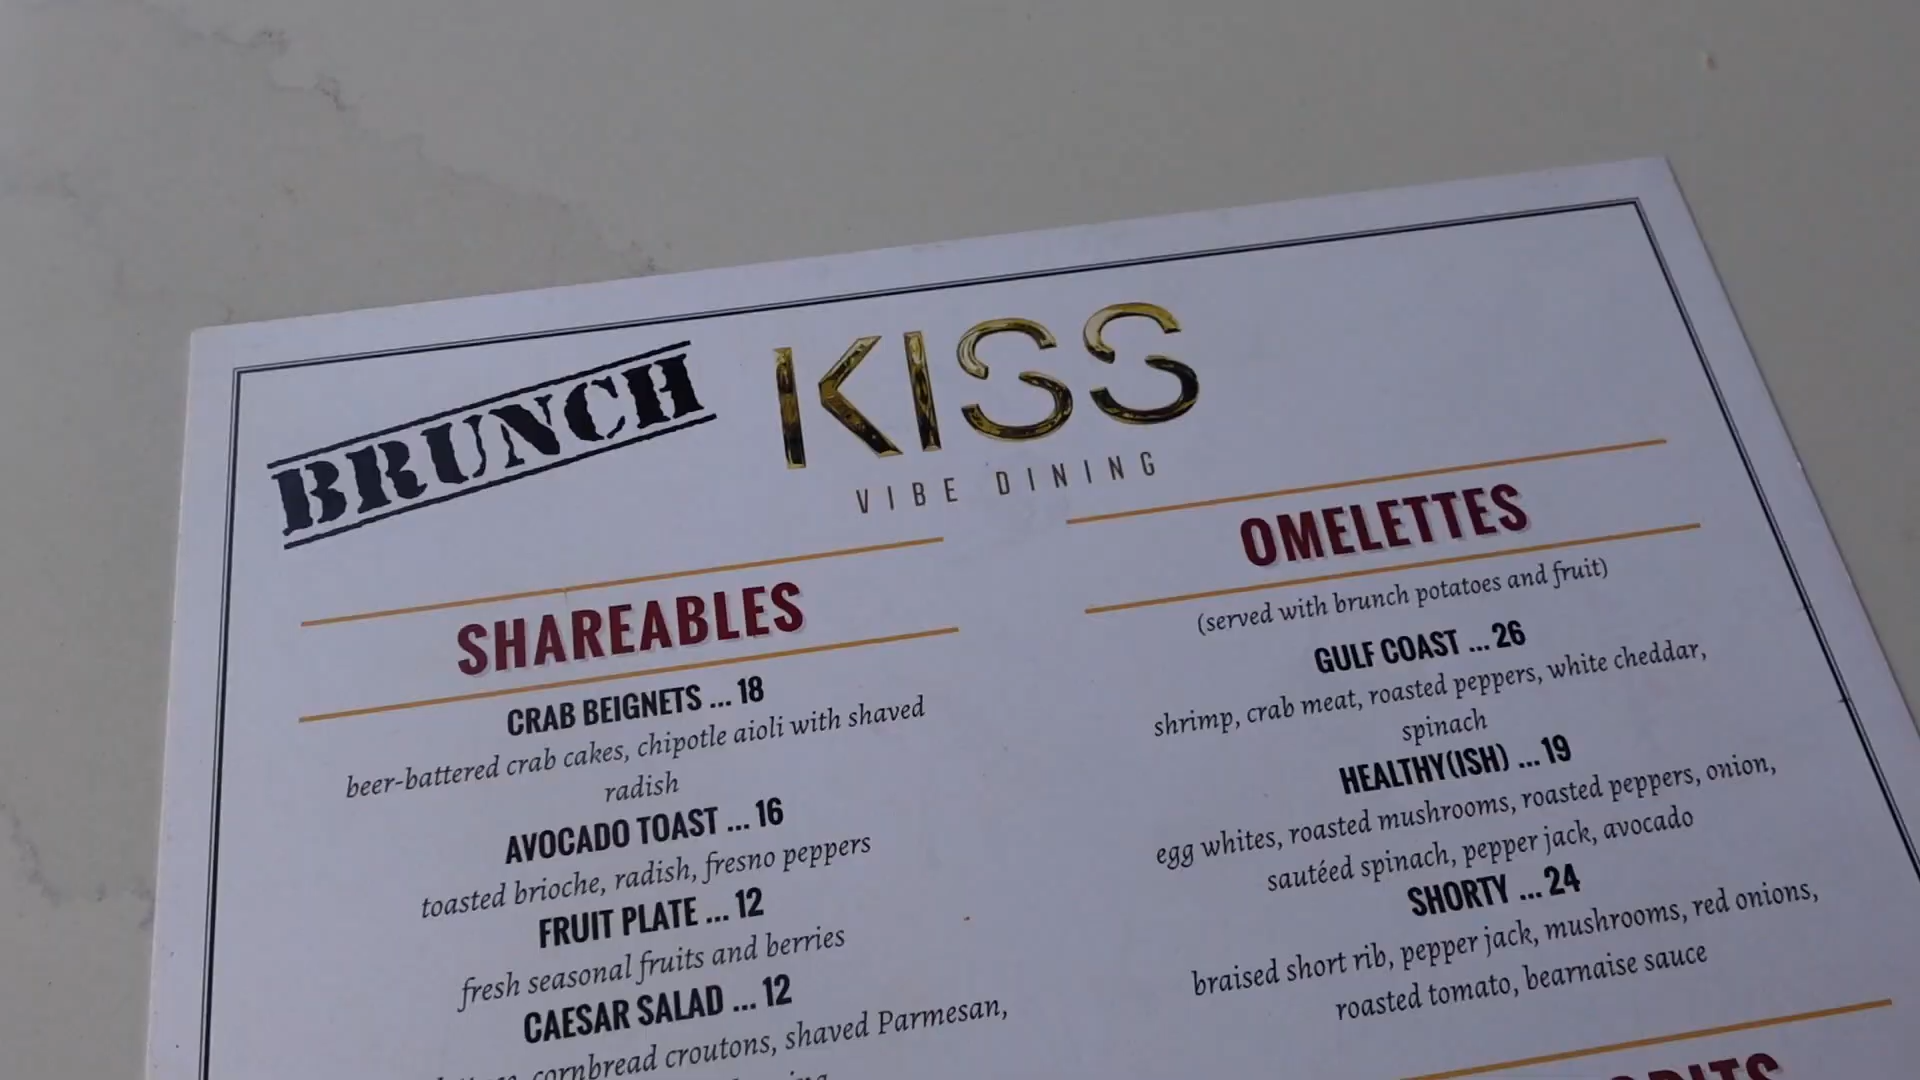 BRUNCH
KISS
VIBE DINING
SHAREABLES
CRAB BEIGNETS ... 18
beer-battered crab cakes, chipotle aioli with shaved
radish
AVOCADO TOAST ... 16
toasted brioche, radish, fresno peppers
FRUIT PLATE ... 12
fresh seasonal fruits and berries
CAESAR SALAD ... 12
cornbread croutons, shaved Parmesan,
OMELETTES
(served with brunch potatoes and fruit)
GULF COAST ... 26
shrimp, crab meat, roasted peppers, white cheddar,
spinach
HEALTHY(ISH) ... 19
egg whites, roasted mushrooms, roasted peppers, onion,
sautéed spinach, pepper jack, avocado
SHORTY ... 24
braised short rib, pepper jack, mushrooms, red onions,
roasted tomato, bearnaise sauce